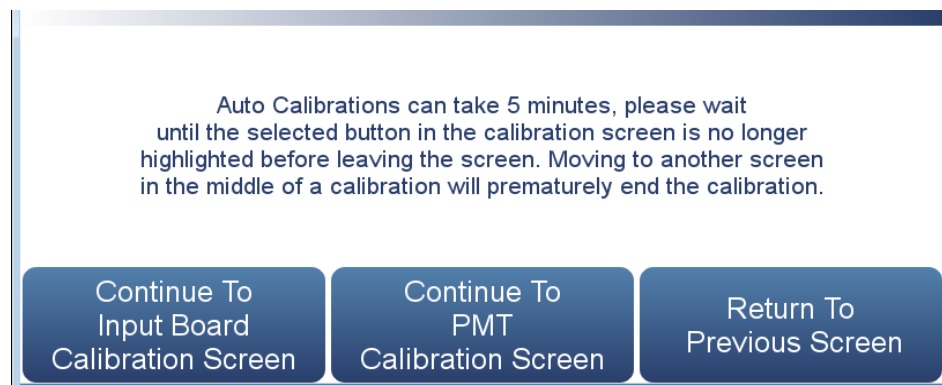 Auto Calibrations can take 5 minutes, please wait
until the selected button in the calibration screen is no longer
highlighted before leaving the screen. Moving to another screen
in the middle of a calibration will prematurely end the calibration.
Continue To
Input Board
Calibration Screen
Continue To
PMT
Calibration Screen
Return To
Previous Screen